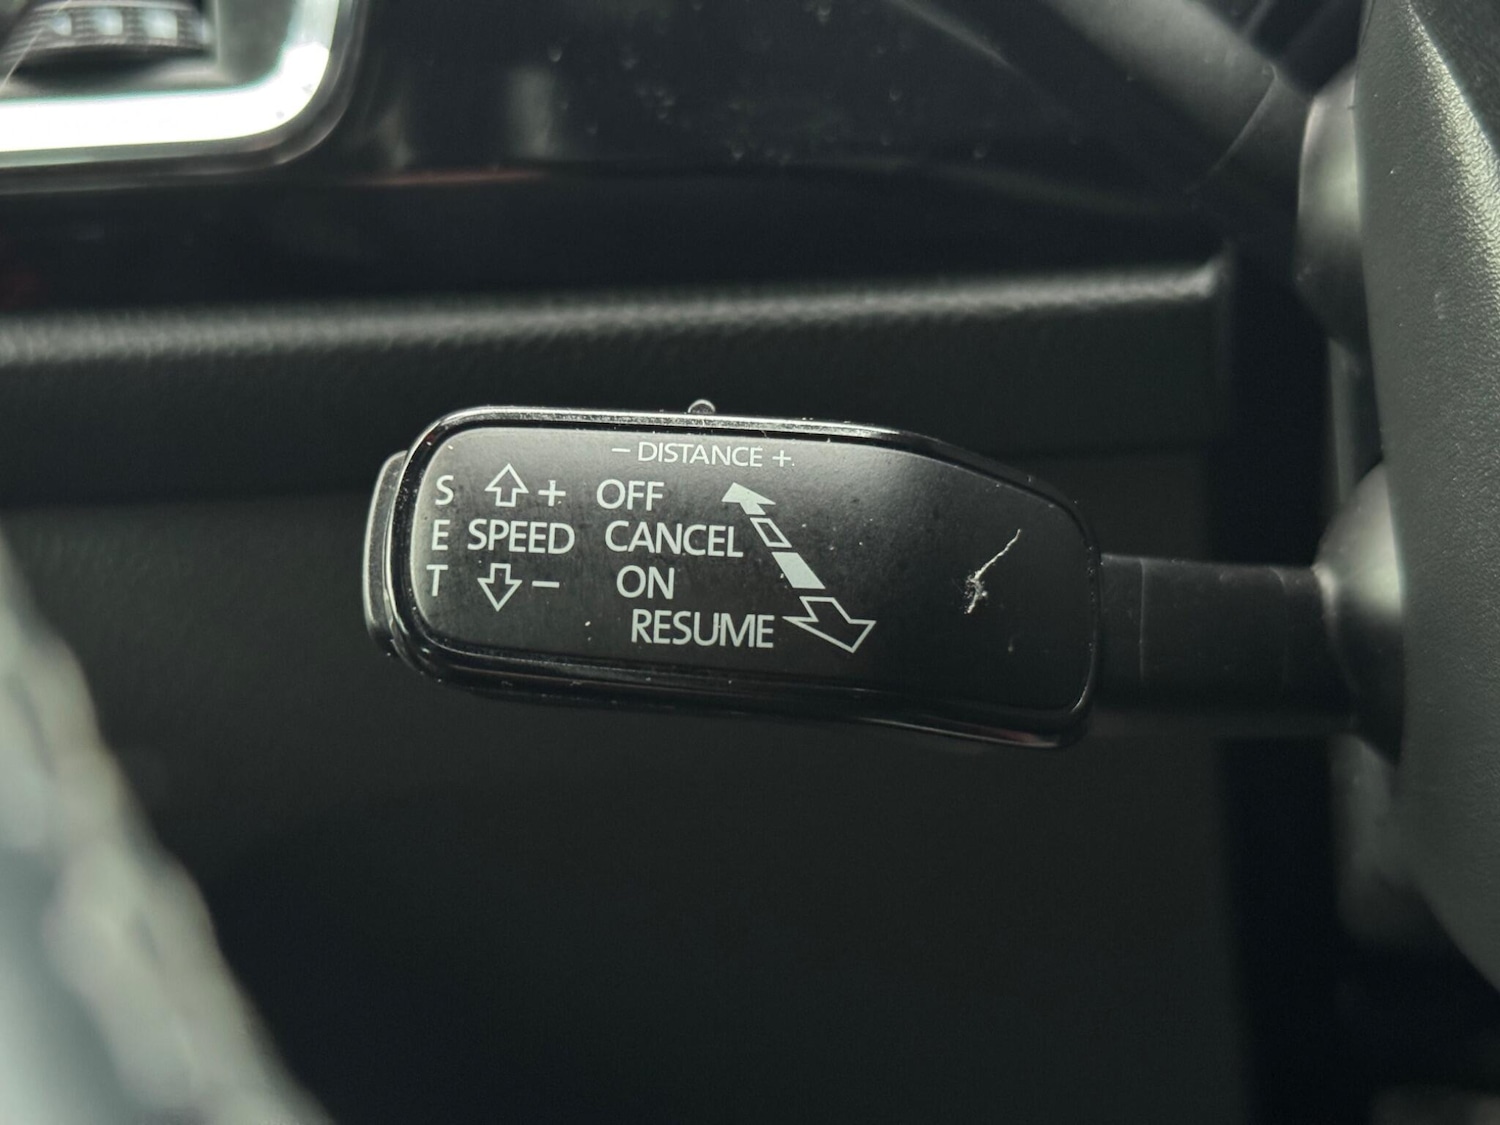 − DISTANCE +
S + OFF
E SPEED CANCEL
T − ON
RESUME